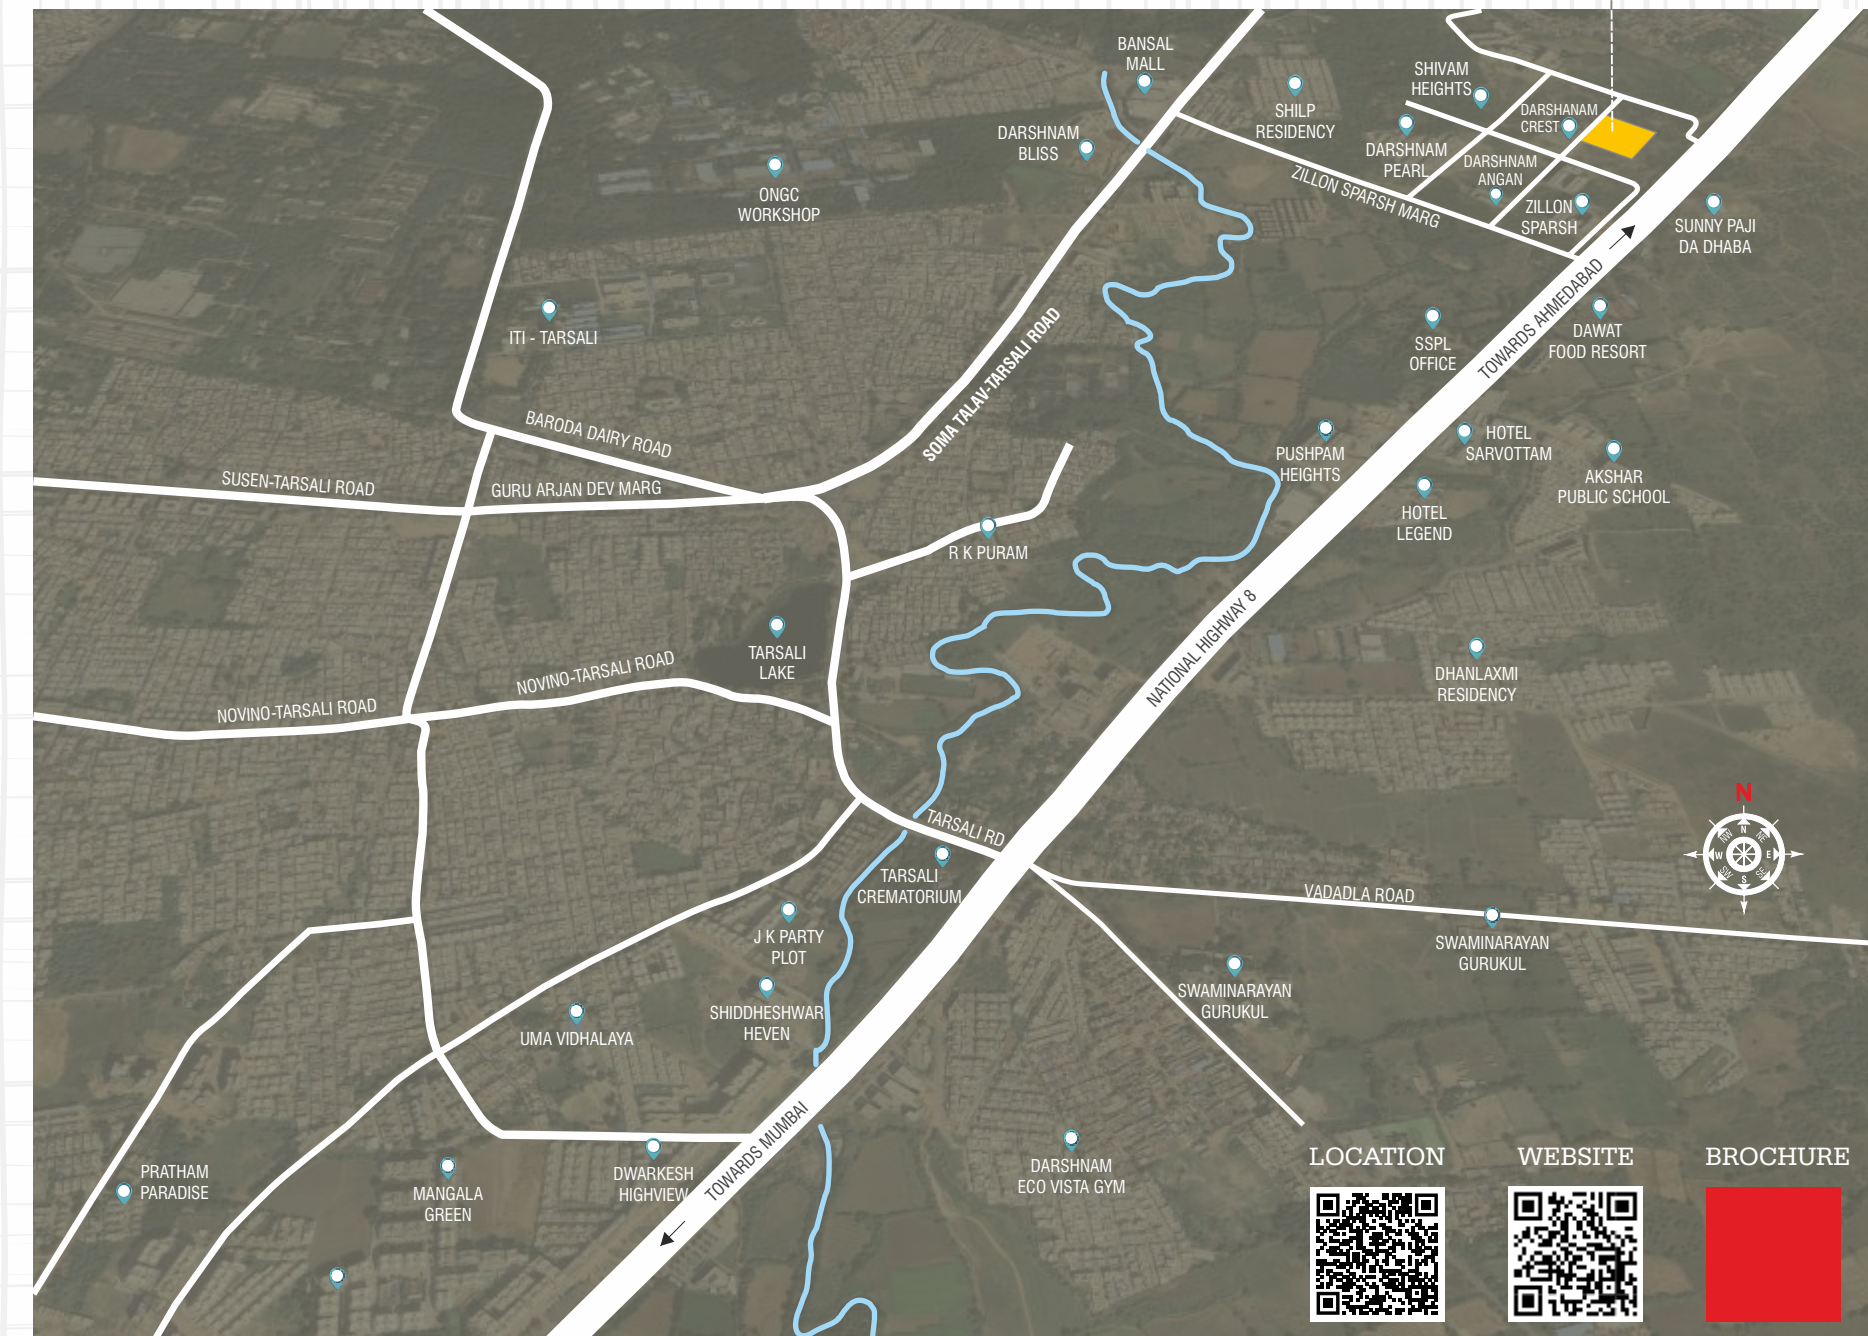 BANSAL
MALL
SHIVAM
HEIGHTS
SHILP
RESIDENCY
DARSHANAM
CREST
DARSHNAM
BLISS
DARSHNAM
PEARL
DARSHNAM
ANGAN
ONGC
WORKSHOP
ZILLON SPARSH MARG
ZILLON
SPARSH
SUNNY PAJI
DA DHABA
ITI - TARSALI
SOMA TALAV-TARSALI ROAD
TOWARDS AHMEDABAD
SSPL
OFFICE
DAWAT
FOOD RESORT
BARODA DAIRY ROAD
SUSEN-TARSALI ROAD
GURU ARJAN DEV MARG
PUSHPAM
HEIGHTS
HOTEL
SARVOTTAM
AKSHAR
PUBLIC SCHOOL
HOTEL
LEGEND
R K PURAM
TARSALI
LAKE
NATIONAL HIGHWAY 8
NOVINO-TARSALI ROAD
NOVINO-TARSALI ROAD
DHANLAXMI
RESIDENCY
TARSALI RD
TARSALI
CREMATORIUM
N
N
NE
E
SE
S
SW
W
NW
VADADLA ROAD
J K PARTY
PLOT
SWAMINARAYAN
GURUKUL
SWAMINARAYAN
GURUKUL
SHIDDHESHWAR
HEVEN
UMA VIDHALAYA
TOWARDS MUMBAI
PRATHAM
PARADISE
MANGALA
GREEN
DWARKESH
HIGHVIEW
DARSHNAM
ECO VISTA GYM
LOCATION
WEBSITE
BROCHURE